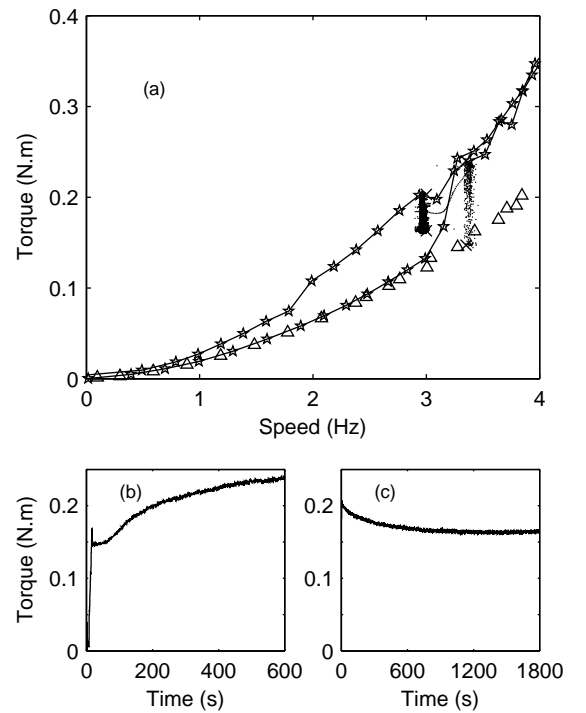 0.4
0.3
0.2
0.1
0
Torque (N.m)
(a)
0 1 2 3 4
Speed (Hz)
0.2
0.1
0
Torque (N.m)
(b)
0 200 400 600
Time (s)
0.2
0.1
0
(c)
0 600 1200 1800
Time (s)